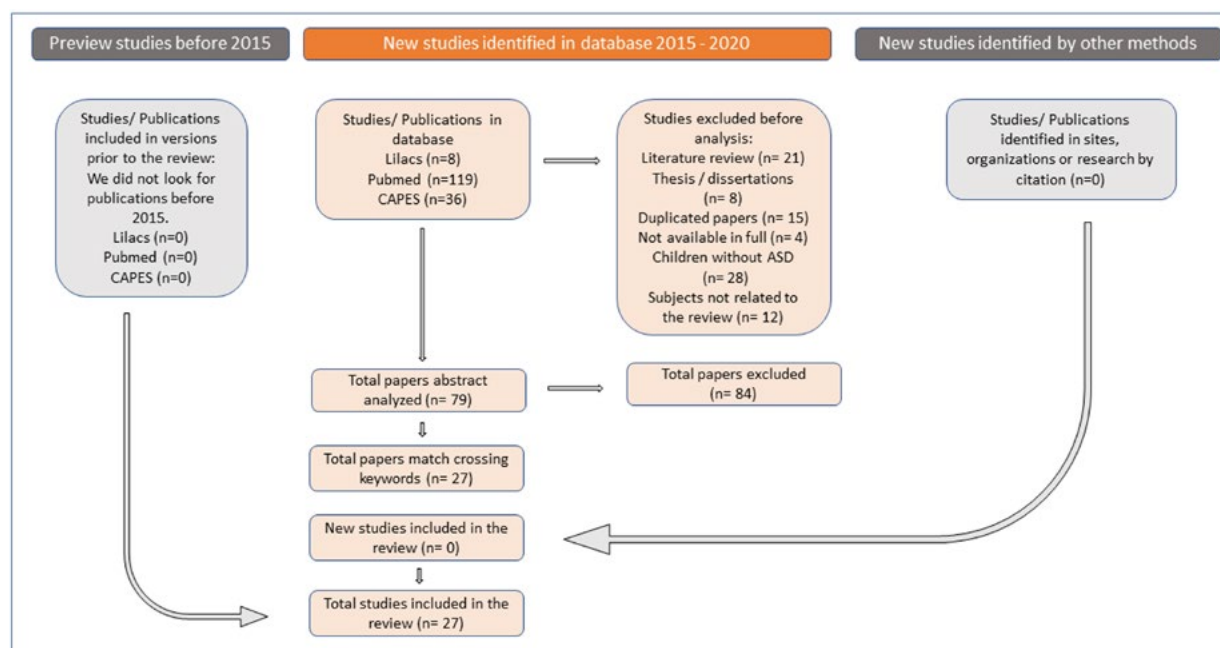 Preview studies before 2015
New studies identified in database 2015 - 2020
New studies identified by other methods
Studies/ Publications
included in versions
prior to the review:
We did not look for
publications before
2015.
Lilacs (n=0)
Pubmed (n=0)
CAPES (n=0)
Studies/ Publications in
database
Lilacs (n=8)
Pubmed (n=119)
CAPES (n=36)
Studies excluded before
analysis:
Literature review (n= 21)
Thesis / dissertations
(n= 8)
Duplicated papers (n= 15)
Not available in full (n= 4)
Children without ASD
(n= 28)
Subjects not related to
the review (n= 12)
Studies/ Publications
identified in sites,
organizations or research by
citation (n=0)
Total papers abstract
analyzed (n= 79)
Total papers excluded
(n= 84)
Total papers match crossing
keywords (n= 27)
New studies included in the
review (n= 0)
Total studies included in the
review (n= 27)